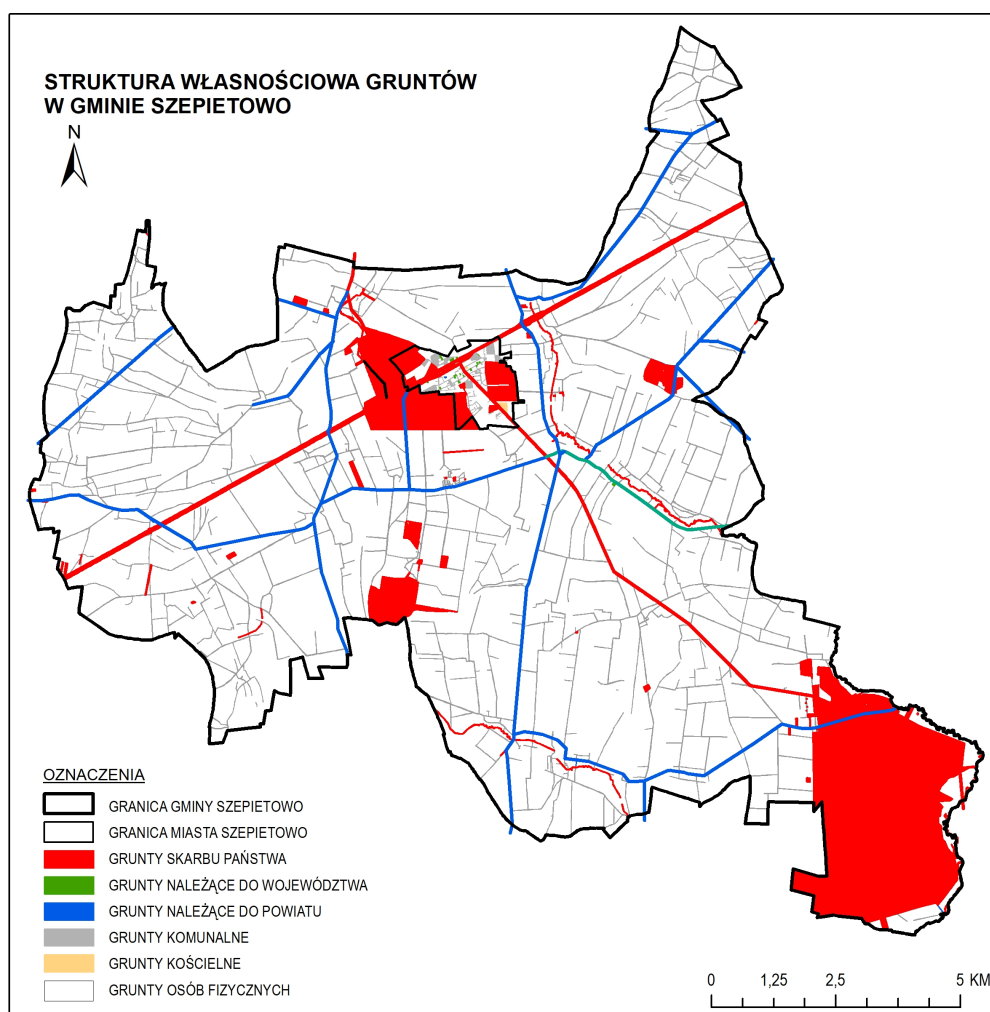 STRUKTURA WŁASNOŚCIOWA GRUNTÓW
W GMINIE SZEPIETOWO
N
OZNACZENIA
GRANICA GMINY SZEPIETOWO
GRANICA MIASTA SZEPIETOWO
GRUNTY SKARBU PAŃSTWA
GRUNTY NALEŻĄCE DO WOJEWÓDZTWA
GRUNTY NALEŻĄCE DO POWIATU
GRUNTY KOMUNALNE
GRUNTY KOŚCIELNE
GRUNTY OSÓB FIZYCZNYCH
0 1,25 2,5 5 KM